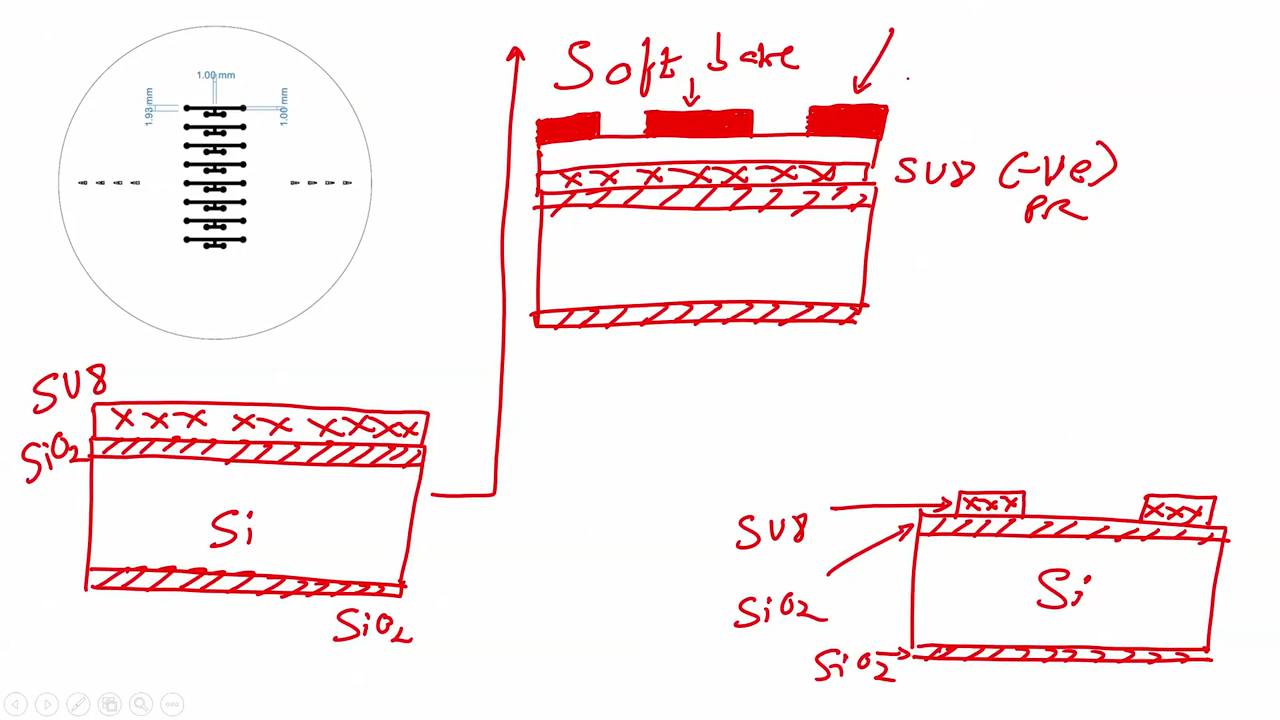 1.00 mm
1.93 mm
1.00 mm
Soft bake
SU8 (-ve)
PR
SU8
SiO2
Si
SiO2
SU8
SiO2
Si
SiO2